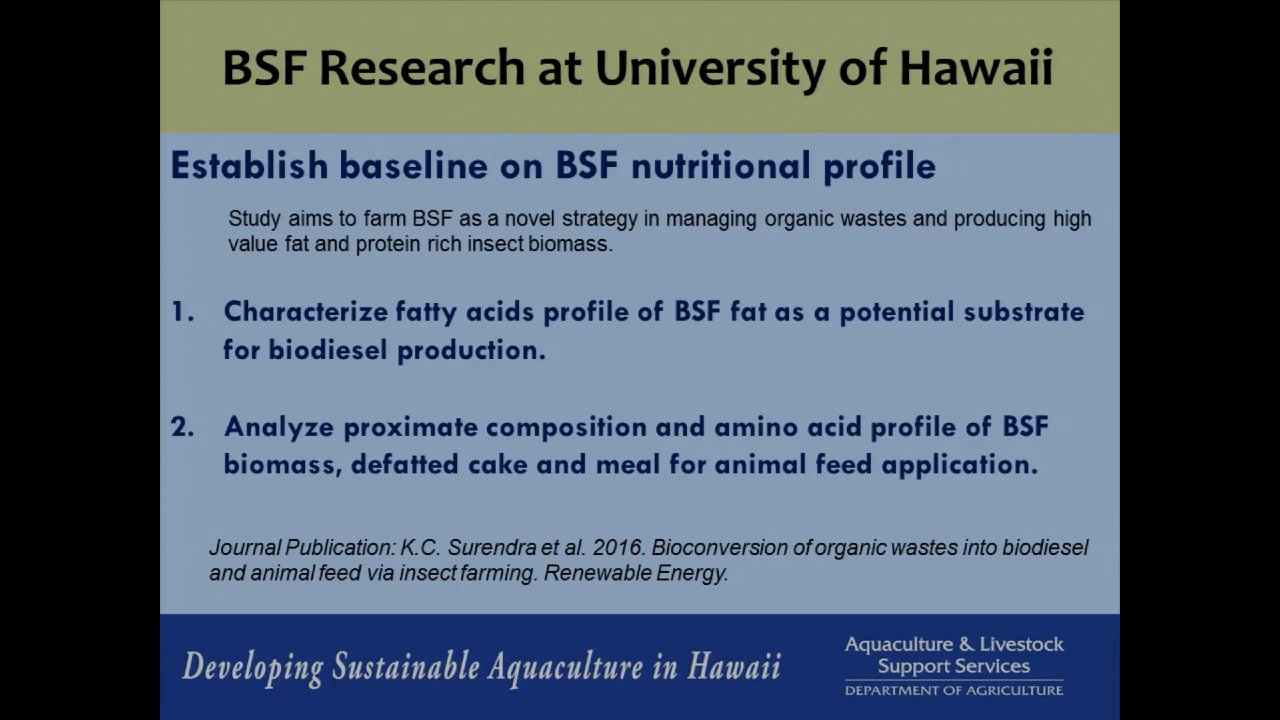 BSF Research at University of Hawaii
Establish baseline on BSF nutritional profile
Study aims to farm BSF as a novel strategy in managing organic wastes and producing high
value fat and protein rich insect biomass.
1. Characterize fatty acids profile of BSF fat as a potential substrate
for biodiesel production.
2. Analyze proximate composition and amino acid profile of BSF
biomass, defatted cake and meal for animal feed application.
Journal Publication: K.C. Surendra et al. 2016. Bioconversion of organic wastes into biodiesel
and animal feed via insect farming. Renewable Energy.
Developing Sustainable Aquaculture in Hawaii
Aquaculture & Livestock
Support Services
DEPARTMENT OF AGRICULTURE